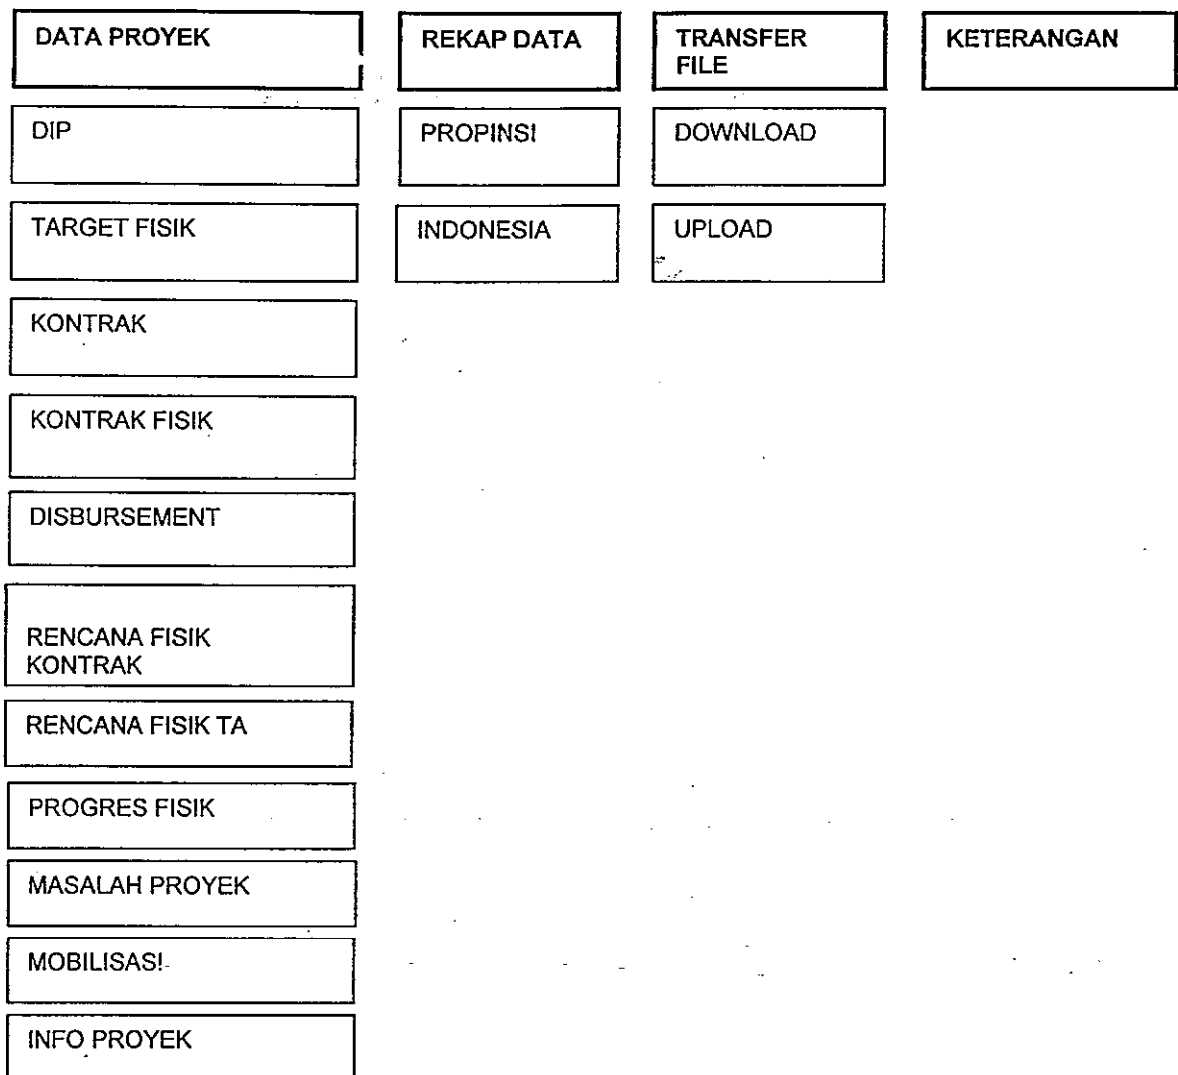 DATA PROYEK
REKAP DATA
TRANSFER
FILE
KETERANGAN
DIP
PROPINSI
DOWNLOAD
TARGET FISIK
INDONESIA
UPLOAD
KONTRAK
KONTRAK FISIK
DISBURSEMENT
RENCANA FISIK
KONTRAK
RENCANA FISIK TA
PROGRES FISIK
MASALAH PROYEK
MOBILISASI
INFO PROYEK